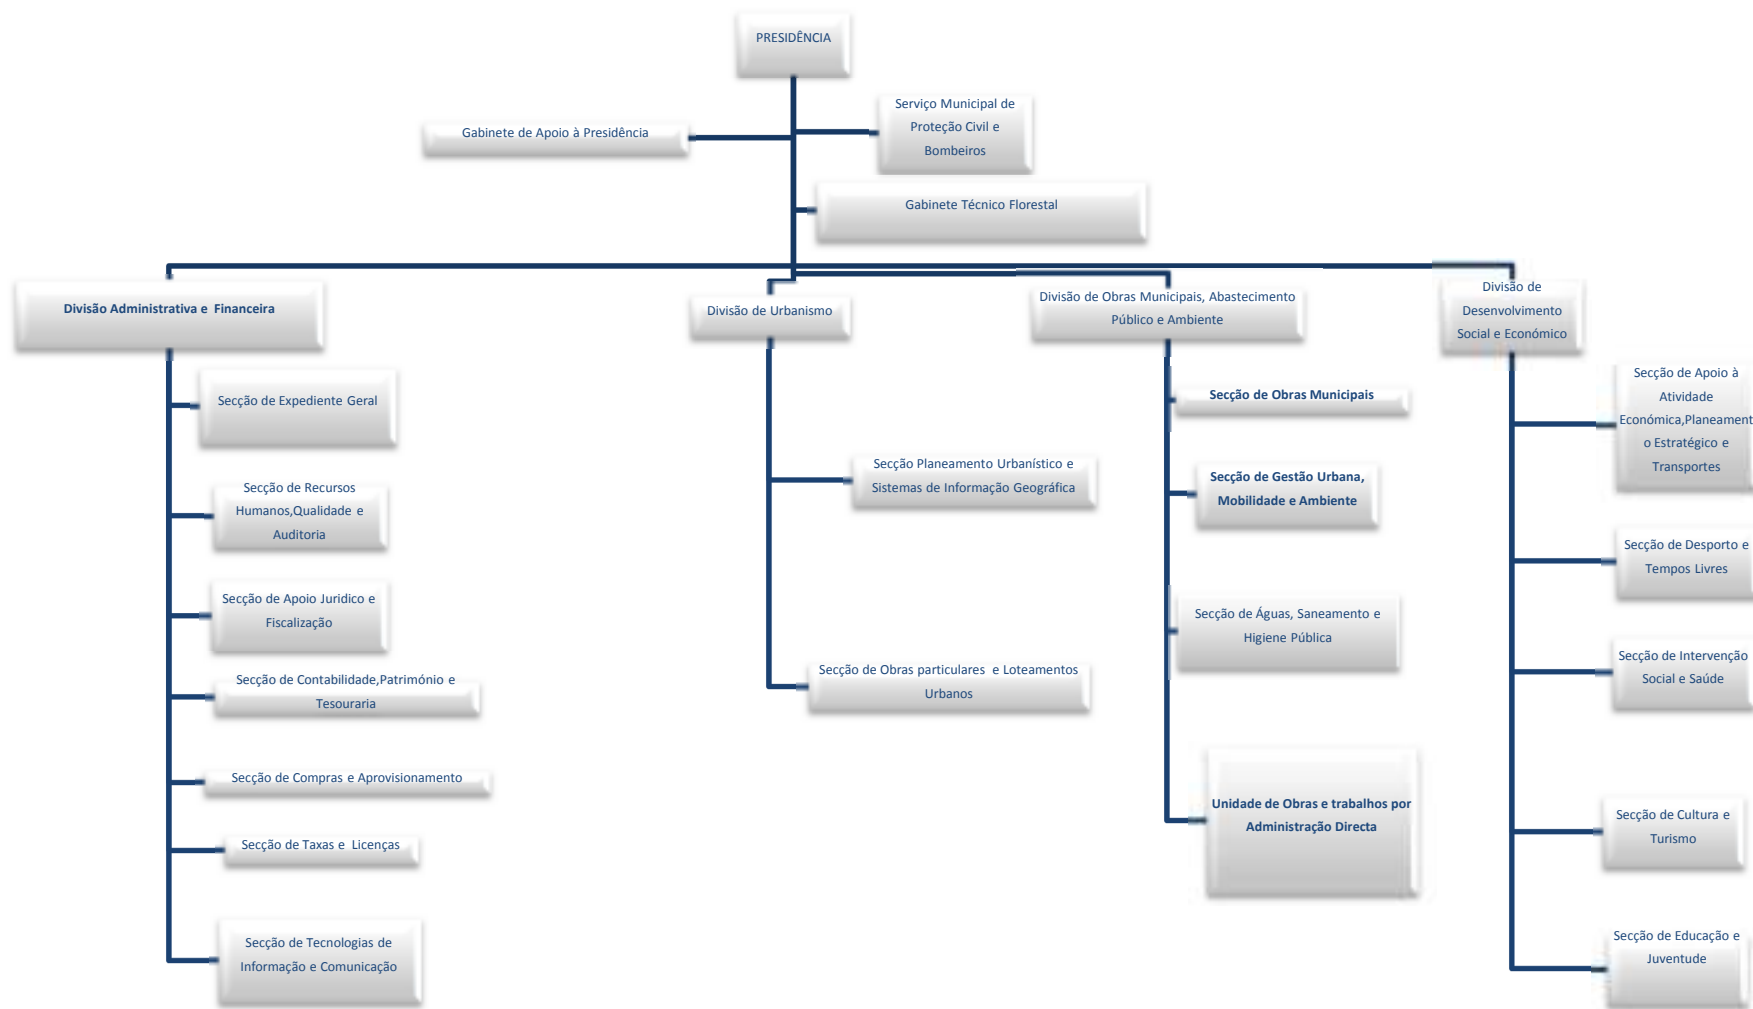 PRESIDÊNCIA
Serviço Municipal de
Proteção Civil e
Bombeiros
Gabinete de Apoio à Presidência
Gabinete Técnico Florestal
Divisão Administrativa e  Financeira
Secção de Expediente Geral
Secção de Recursos
Humanos,Qualidade e
Auditoria
Secção de Apoio Juridico e
Fiscalização
Secção de Contabilidade,Património e
Tesouraria
Secção de Compras e Aprovisionamento
Secção de Taxas e  Licenças
Secção de Tecnologias de
Informação e Comunicação
Divisão de Urbanismo
Secção Planeamento Urbanístico e
Sistemas de Informação Geográfica
Secção de Obras particulares  e Loteamentos
Urbanos
Divisão de Obras Municipais, Abastecimento
Público e Ambiente
Secção de Obras Municipais
Secção de Gestão Urbana,
Mobilidade e Ambiente
Secção de Águas, Saneamento e
Higiene Pública
Unidade de Obras e trabalhos por
Administração Directa
Divisão de
Desenvolvimento
Social e Económico
Secção de Apoio à
Atividade
Económica,Planeament
o Estratégico e
Transportes
Secção de Desporto e
Tempos Livres
Secção de Intervenção
Social e Saúde
Secção de Cultura e
Turismo
Secção de Educação e
Juventude